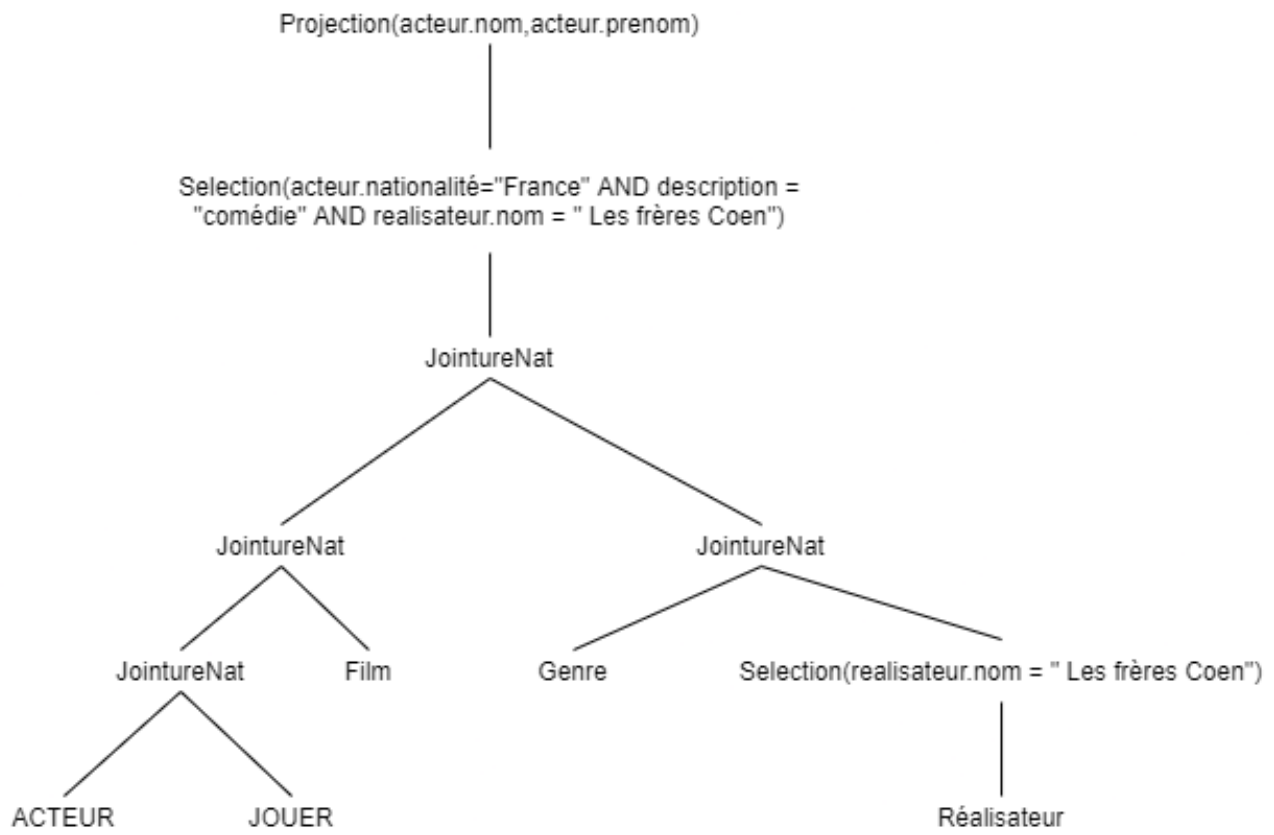 Projection(acteur.nom,acteur.prenom)
Selection(acteur.nationalité="France" AND description =
"comédie" AND realisateur.nom = " Les frères Coen")
JointureNat
JointureNat
JointureNat
JointureNat
Film
Genre
Selection(realisateur.nom = " Les frères Coen")
ACTEUR
JOUER
Réalisateur